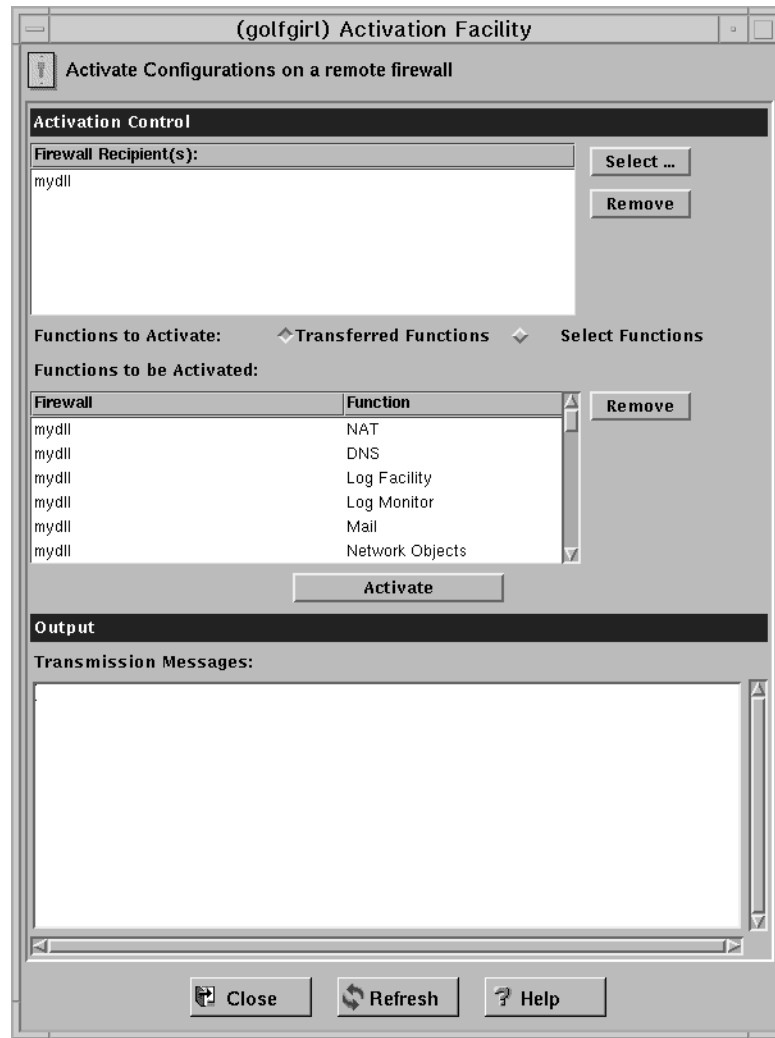 (golfgirl) Activation Facility
Activate Configurations on a remote firewall
Activation Control
Firewall Recipient(s):
Select ...
mydll
Remove
Functions to Activate: Transferred Functions Select Functions
Functions to be Activated:
Firewall Function
Remove
mydll NAT
mydll DNS
mydll Log Facility
mydll Log Monitor
mydll Mail
mydll Network Objects
Activate
Output
Transmission Messages:
Close Refresh Help